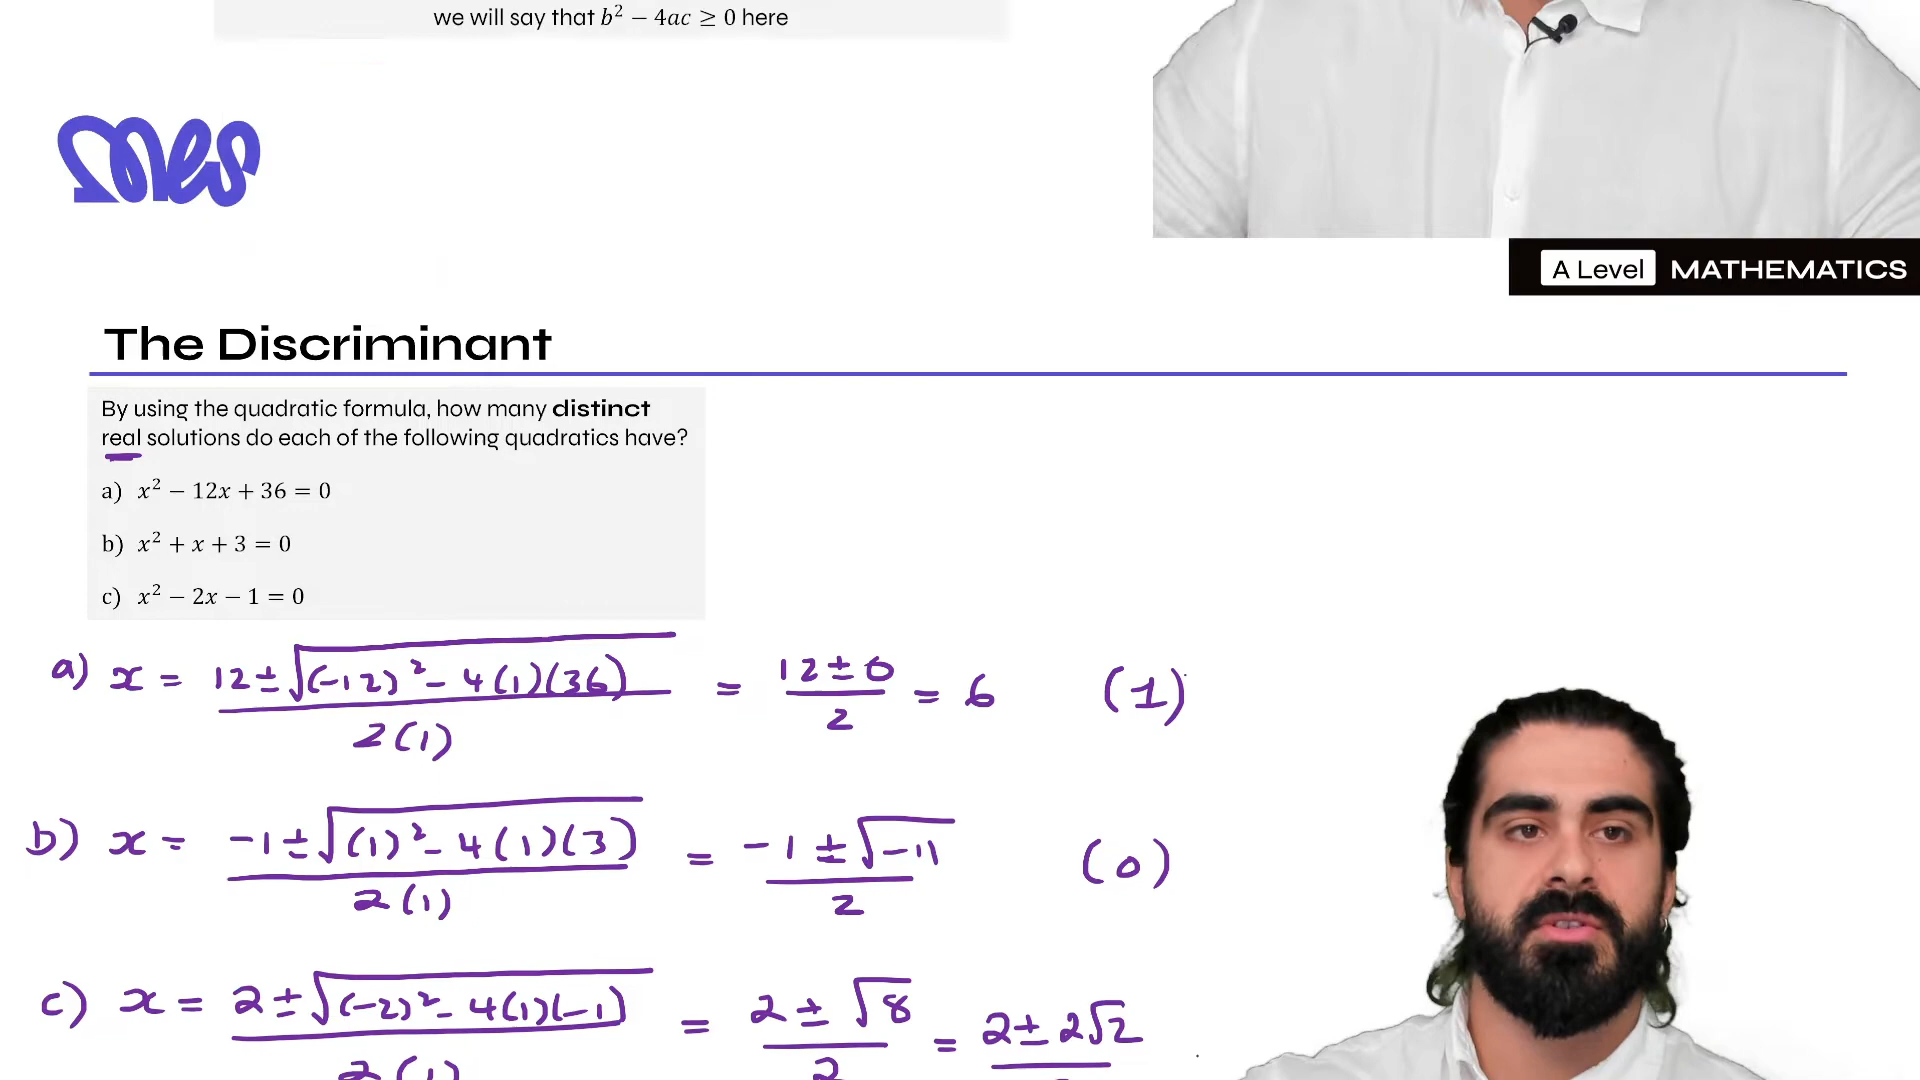 we will say that b² − 4ac ≥ 0 here
mes
A Level MATHEMATICS
The Discriminant
By using the quadratic formula, how many distinct
real solutions do each of the following quadratics have?
a) x² − 12x + 36 = 0
b) x² + x + 3 = 0
c) x² − 2x − 1 = 0
a) x = 12 ± √(-12)² - 4(1)(36) / 2(1) = 12 ± 0 / 2 = 6 (1)
b) x = -1 ± √(1)² - 4(1)(3) / 2(1) = -1 ± √-11 / 2 (0)
c) x = 2 ± √(-2)² - 4(1)(-1) / 2(1) = 2 ± √8 / 2 = 2 ± 2√2